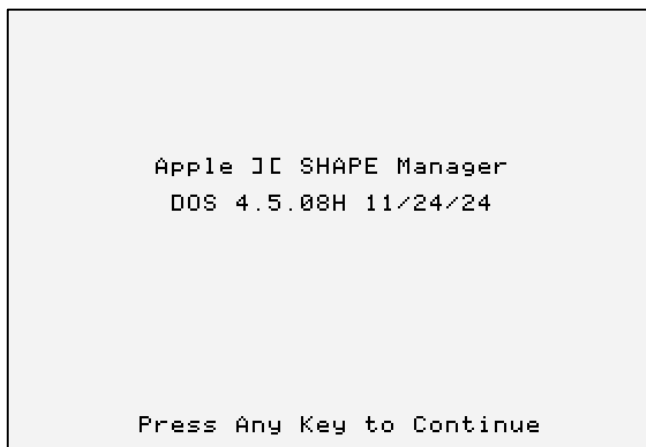 Apple ][ SHAPE Manager
DOS 4.5.08H 11/24/24
Press Any Key to Continue